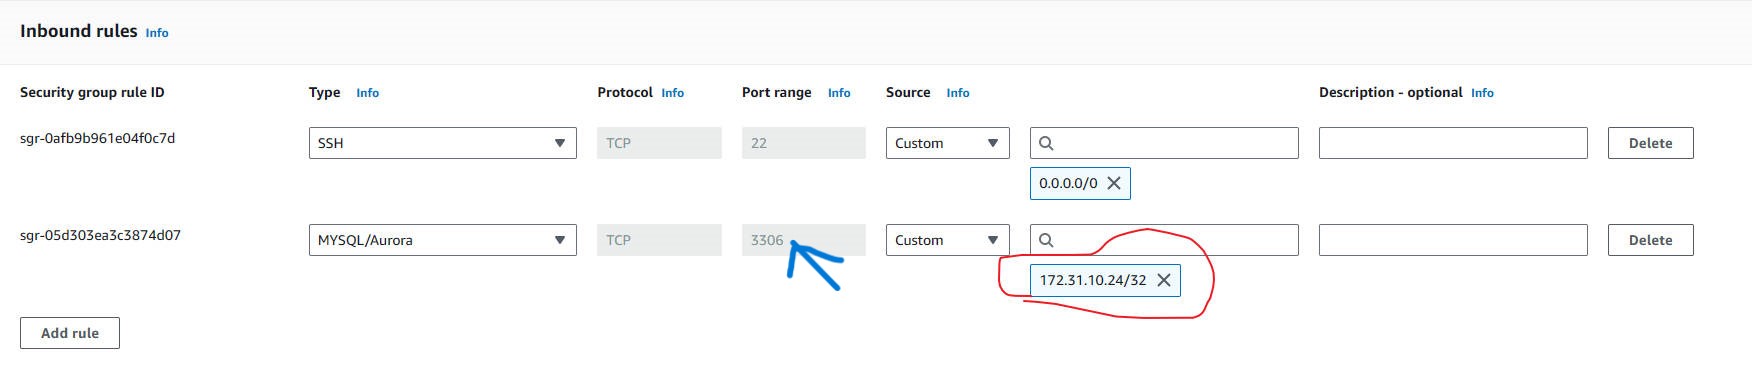 Inbound rules Info
Security group rule ID Type Info Protocol Info Port range Info Source Info Description - optional Info
sgr-0afb9b961e04f0c7d SSH TCP 22 Custom Delete
0.0.0.0/0
sgr-05d303ea3c3874d07 MYSQL/Aurora TCP 3306 Custom Delete
172.31.10.24/32
Add rule